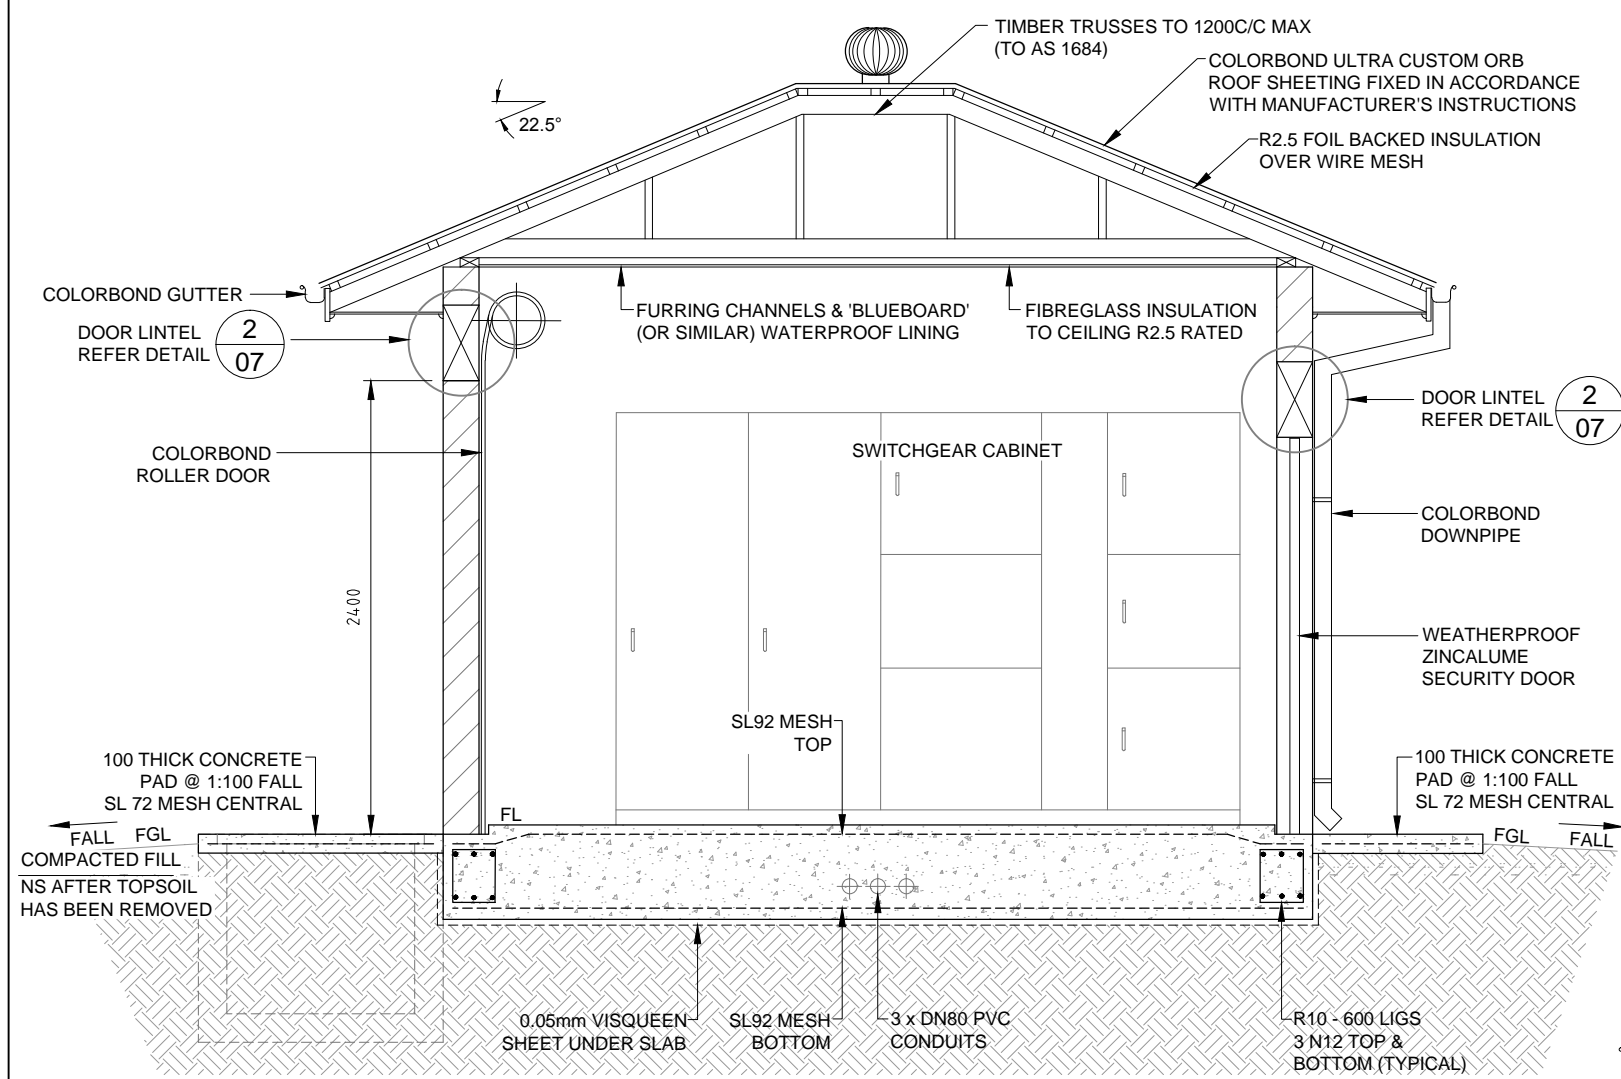 TIMBER TRUSSES TO 1200C/C MAX
(TO AS 1684)
COLORBOND ULTRA CUSTOM ORB
ROOF SHEETING FIXED IN ACCORDANCE
WITH MANUFACTURER'S INSTRUCTIONS
22.5°
R2.5 FOIL BACKED INSULATION
OVER WIRE MESH
COLORBOND GUTTER
DOOR LINTEL
REFER DETAIL
2
07
FURRING CHANNELS & 'BLUEBOARD'
(OR SIMILAR) WATERPROOF LINING
FIBREGLASS INSULATION
TO CEILING R2.5 RATED
DOOR LINTEL
REFER DETAIL
2
07
COLORBOND
ROLLER DOOR
SWITCHGEAR CABINET
COLORBOND
DOWNPIPE
2400
WEATHERPROOF
ZINCALUME
SECURITY DOOR
SL92 MESH
TOP
100 THICK CONCRETE
PAD @ 1:100 FALL
SL 72 MESH CENTRAL
100 THICK CONCRETE
PAD @ 1:100 FALL
SL 72 MESH CENTRAL
FL
FALL FGL
FGL FALL
COMPACTED FILL
NS AFTER TOPSOIL
HAS BEEN REMOVED
0.05mm VISQUEEN
SHEET UNDER SLAB
SL92 MESH
BOTTOM
3 x DN80 PVC
CONDUITS
R10 - 600 LIGS
3 N12 TOP &
BOTTOM (TYPICAL)